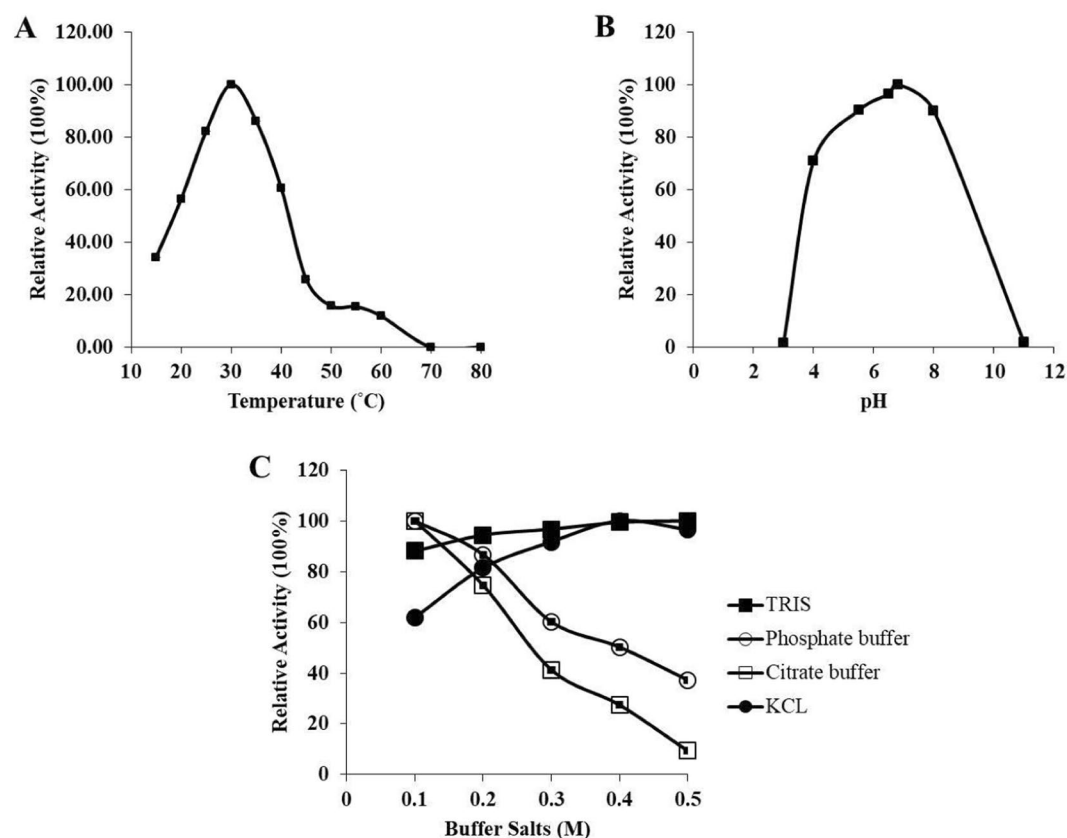 A
120.00
100.00
80.00
60.00
40.00
20.00
0.00
Relative Activity (100%)
10 20 30 40 50 60 70 80
Temperature (˚C)
B
120
100
80
60
40
20
0
Relative Activity (100%)
0 2 4 6 8 10 12
pH
C
120
100
80
60
40
20
0
Relative Activity (100%)
0 0.1 0.2 0.3 0.4 0.5
Buffer Salts (M)
TRIS
Phosphate buffer
Citrate buffer
KCL